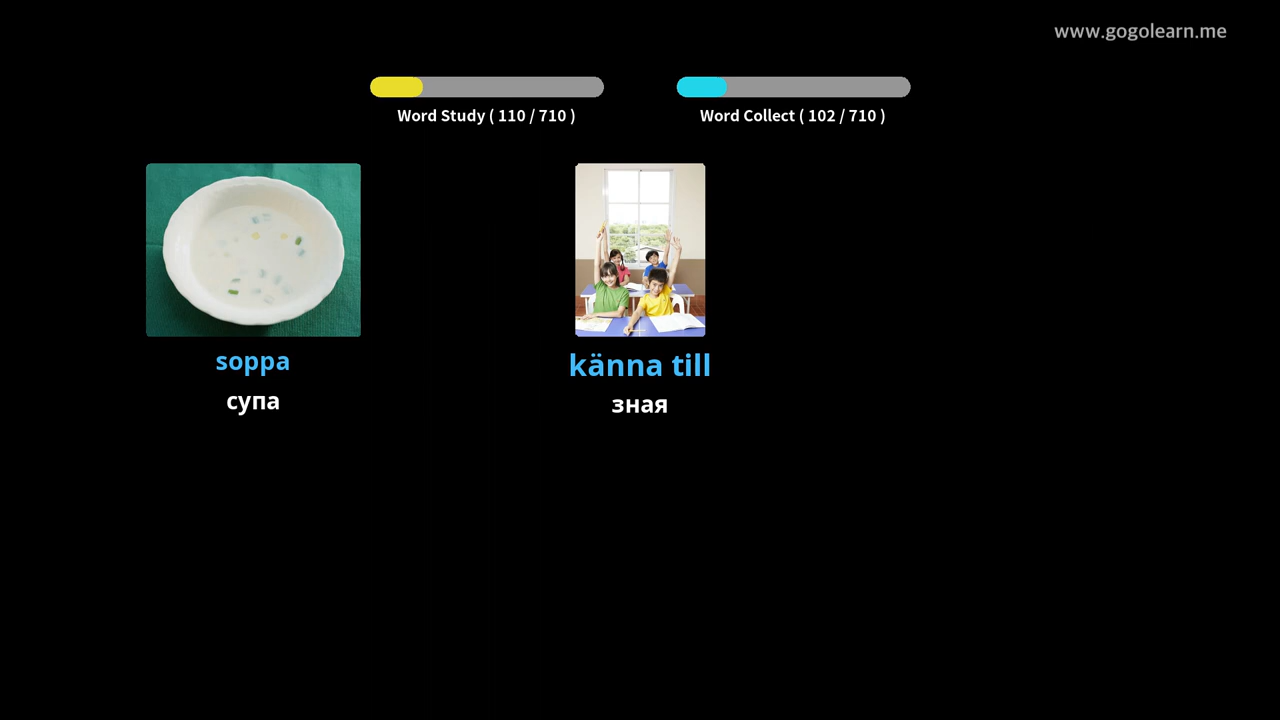 www.gogolearn.me
Word Study ( 110 / 710 )
Word Collect ( 102 / 710 )
soppa
супа
känna till
зная